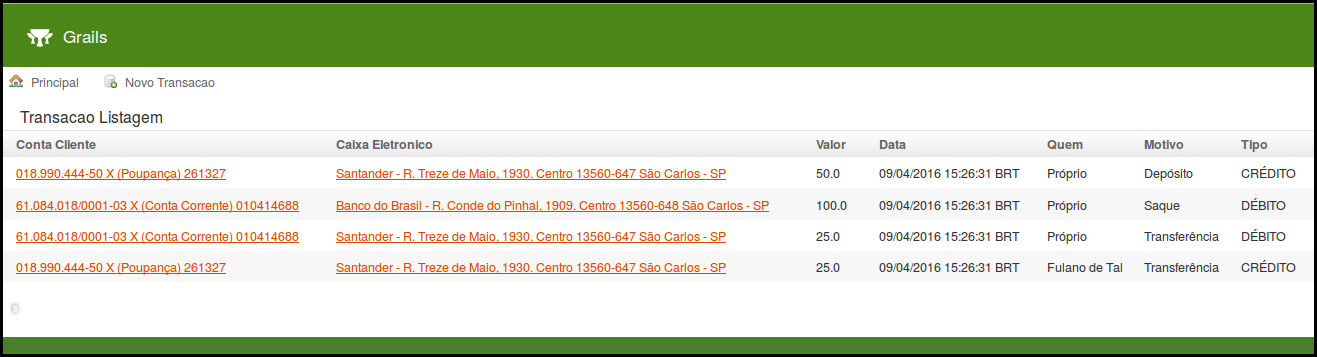 Grails
Principal Novo Transacao
Transacao Listagem
Conta Cliente Caixa Eletronico Valor Data Quem Motivo Tipo
018.990.444-50 X (Poupança) 261327 Santander - R. Treze de Maio, 1930. Centro 13560-647 São Carlos - SP 50.0 09/04/2016 15:26:31 BRT Próprio Depósito CRÉDITO
61.084.018/0001-03 X (Conta Corrente) 010414688 Banco do Brasil - R. Conde do Pinhal, 1909. Centro 13560-648 São Carlos - SP 100.0 09/04/2016 15:26:31 BRT Próprio Saque DÉBITO
61.084.018/0001-03 X (Conta Corrente) 010414688 Santander - R. Treze de Maio, 1930. Centro 13560-647 São Carlos - SP 25.0 09/04/2016 15:26:31 BRT Próprio Transferência DÉBITO
018.990.444-50 X (Poupança) 261327 Santander - R. Treze de Maio, 1930. Centro 13560-647 São Carlos - SP 25.0 09/04/2016 15:26:31 BRT Fulano de Tal Transferência CRÉDITO